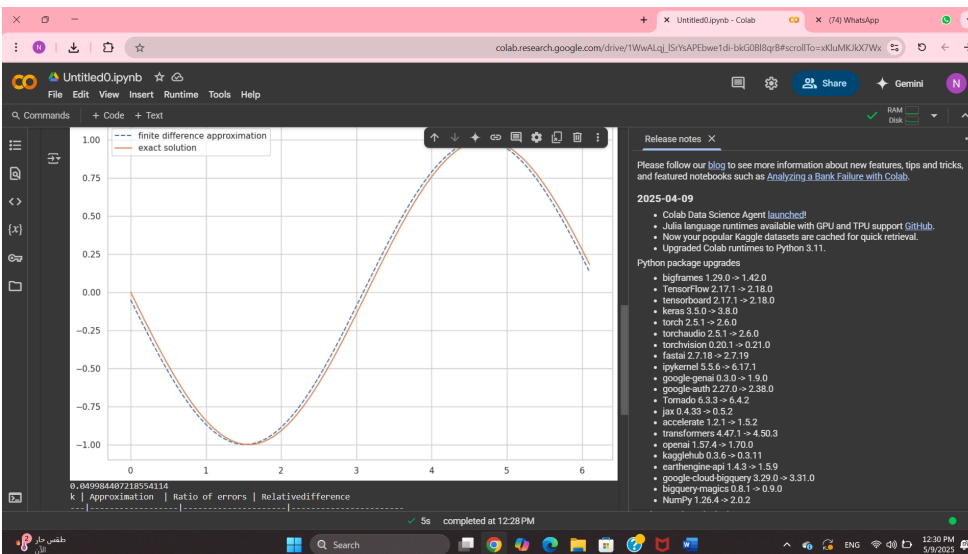 Untitled0.ipynb - Colab
(74) WhatsApp
N
colab.research.google.com/drive/1WwALqj_lSrYsAPEbwe1di-bkG0Bl8qrB#scrollTo=xKluMKJkX7Wx
Untitled0.ipynb
File Edit View Insert Runtime Tools Help
Share
Gemini
N
Commands
+ Code + Text
RAM
Disk
1.00
0.75
0.50
0.25
0.00
−0.25
−0.50
−0.75
−1.00
finite difference approximation
exact solution
0 1 2 3 4 5 6
0.049984407218554114
k | Approximation | Ratio of errors | Relativedifference
---|------------------|--------------------|----------------------
Release notes
Please follow our blog to see more information about new features, tips and tricks,
and featured notebooks such as Analyzing a Bank Failure with Colab.
2025-04-09
• Colab Data Science Agent launched!
• Julia language runtimes available with GPU and TPU support GitHub.
• Now your popular Kaggle datasets are cached for quick retrieval.
• Upgraded Colab runtimes to Python 3.11.
Python package upgrades
• bigframes 1.29.0 -> 1.42.0
• TensorFlow 2.17.1 -> 2.18.0
• tensorboard 2.17.1 -> 2.18.0
• keras 3.5.0 -> 3.8.0
• torch 2.5.1 -> 2.6.0
• torchaudio 2.5.1 -> 2.6.0
• torchvision 0.20.1 -> 0.21.0
• fastai 2.7.18 -> 2.7.19
• ipykernel 5.5.6 -> 6.17.1
• google-genai 0.3.0 -> 1.9.0
• google-auth 2.27.0 -> 2.38.0
• Tornado 6.3.3 -> 6.4.2
• jax 0.4.33 -> 0.5.2
• accelerate 1.2.1 -> 1.5.2
• transformers 4.47.1 -> 4.50.3
• openai 1.57.4 -> 1.70.0
• kagglehub 0.3.6 -> 0.3.11
• earthengine-api 1.4.3 -> 1.5.9
• google-cloud-bigquery 3.29.0 -> 3.31.0
• bigquery-magics 0.8.1 -> 0.9.0
• NumPy 1.26.4 -> 2.0.2
5s completed at 12:28 PM
طقس حار
الآن
2
Search
ENG
12:30 PM
5/9/2025